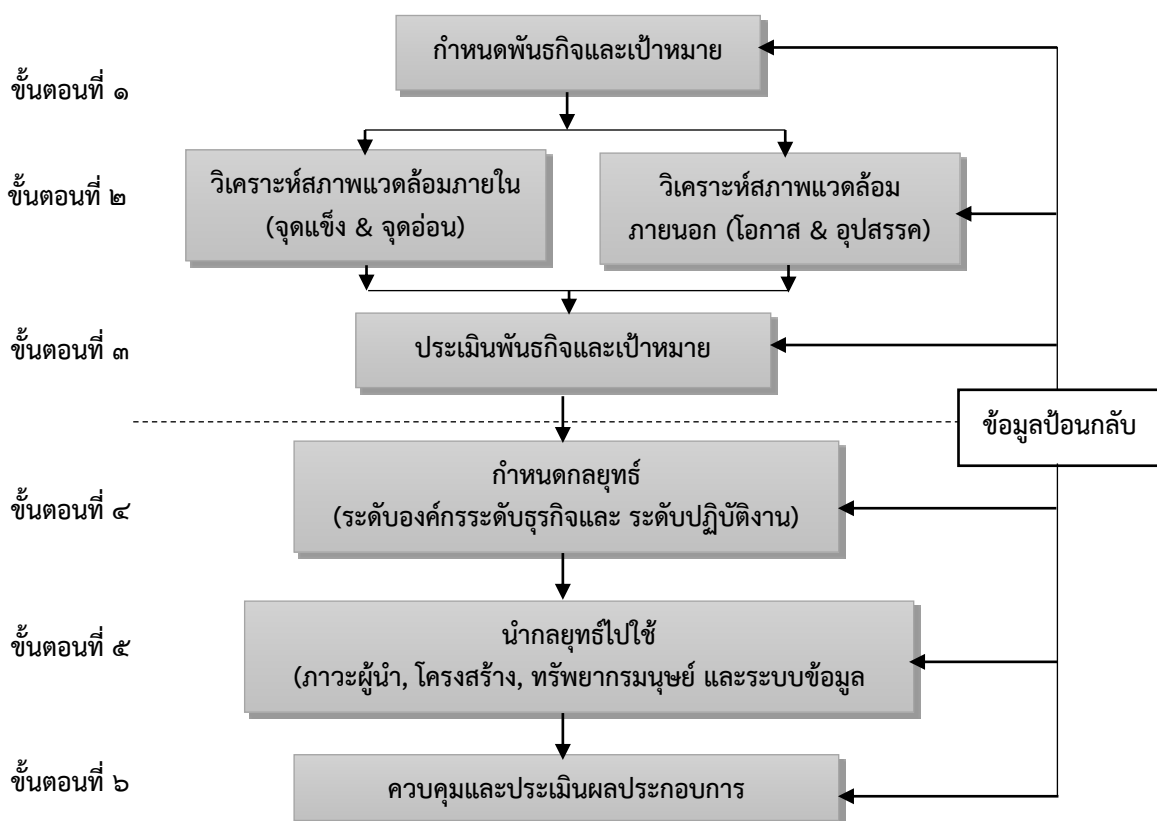 กำหนดพันธกิจและเป้าหมาย
ขั้นตอนที่ ๑
วิเคราะห์สภาพแวดล้อมภายใน
(จุดแข็ง & จุดอ่อน)
วิเคราะห์สภาพแวดล้อม
ภายนอก (โอกาส & อุปสรรค)
ขั้นตอนที่ ๒
ประเมินพันธกิจและเป้าหมาย
ขั้นตอนที่ ๓
ข้อมูลป้อนกลับ
กำหนดกลยุทธ์
(ระดับองค์กรระดับธุรกิจและ ระดับปฏิบัติงาน)
ขั้นตอนที่ ๔
นำกลยุทธ์ไปใช้
(ภาวะผู้นำ, โครงสร้าง, ทรัพยากรมนุษย์ และระบบข้อมูล
ขั้นตอนที่ ๕
ควบคุมและประเมินผลประกอบการ
ขั้นตอนที่ ๖